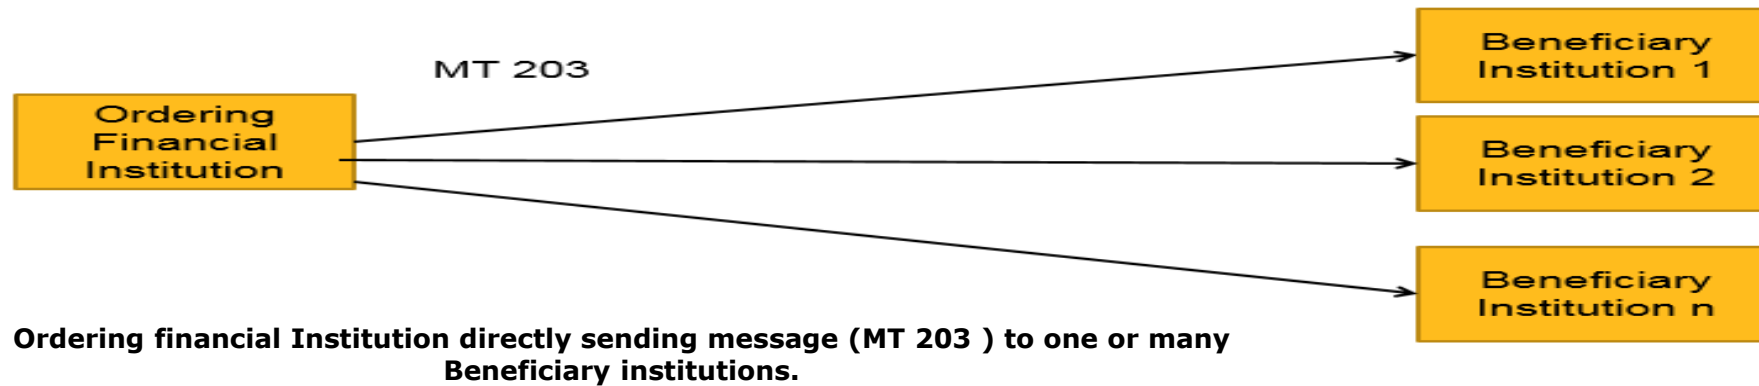 MT 203
Ordering
Financial
Institution
Beneficiary
Institution 1
Beneficiary
Institution 2
Beneficiary
Institution n
Ordering financial Institution directly sending message (MT 203 ) to one or many
Beneficiary institutions.